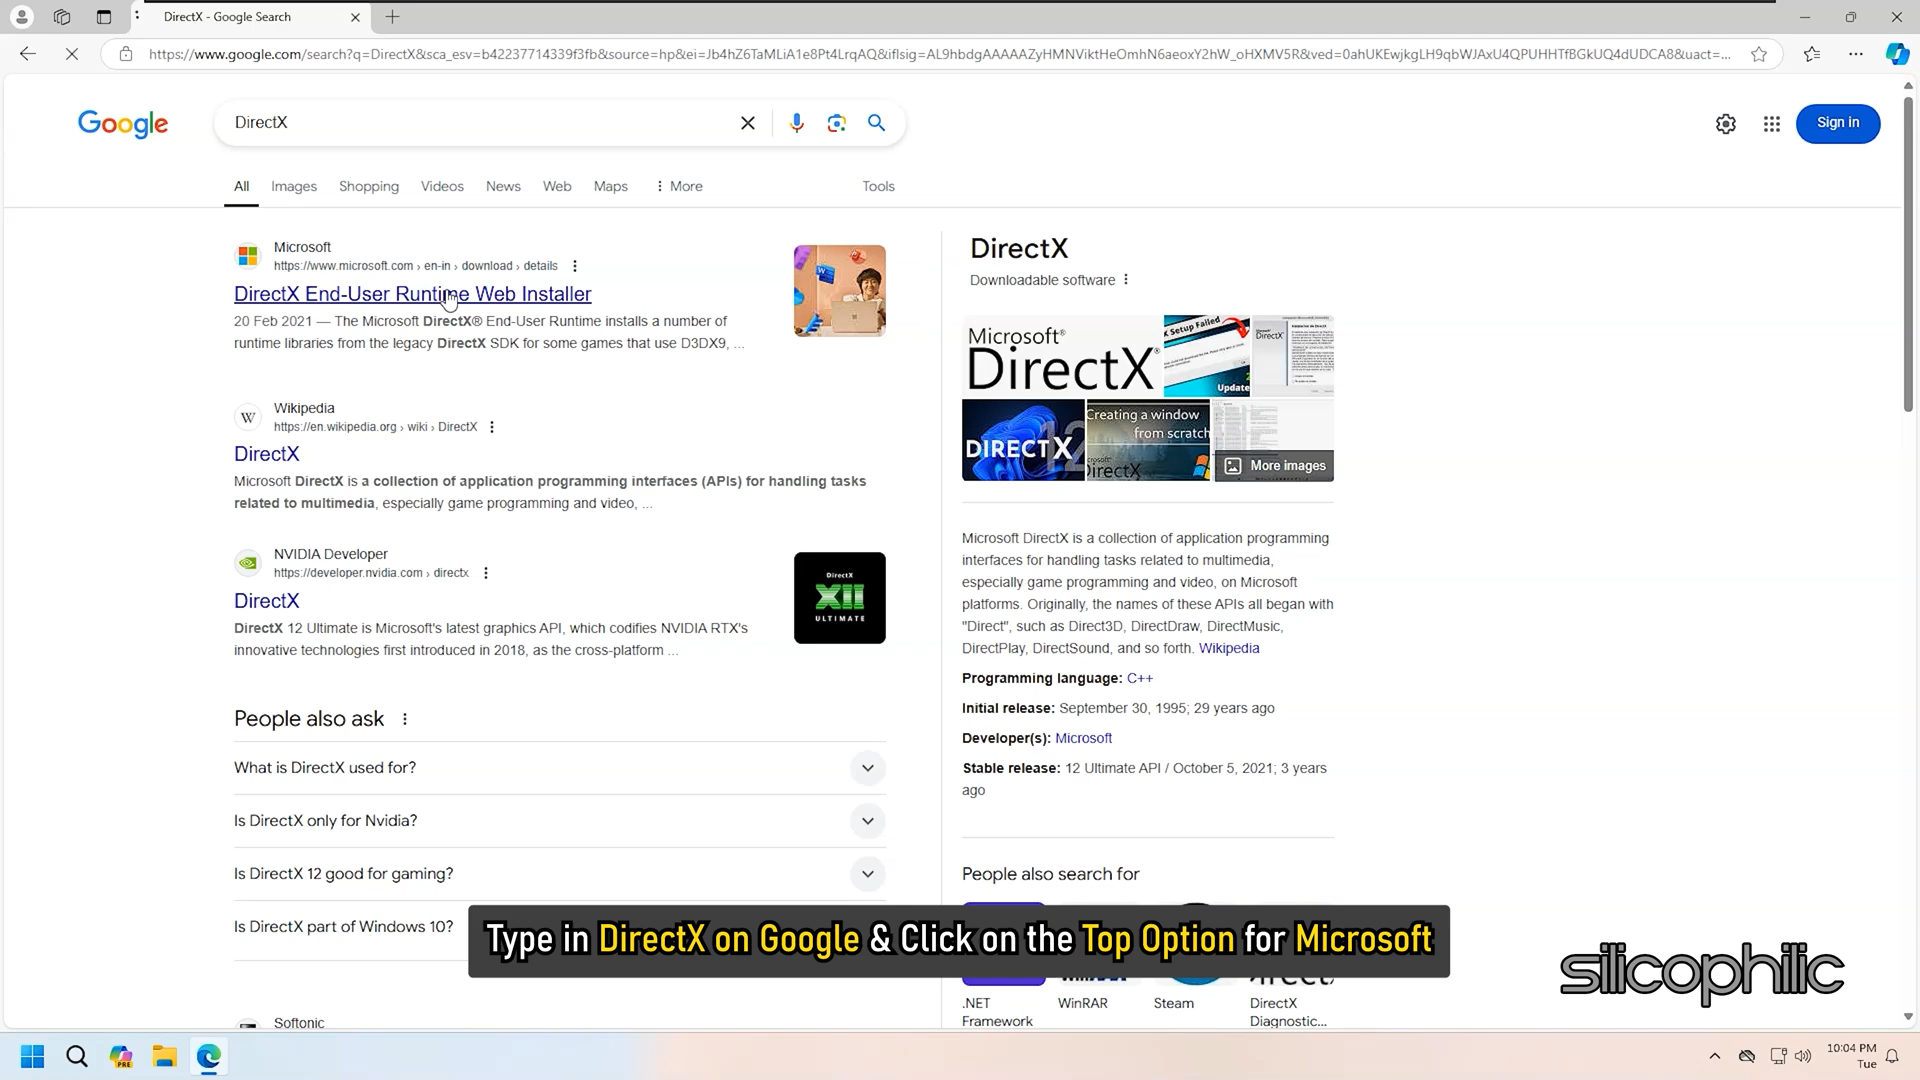 DirectX - Google Search
https://www.google.com/search?q=DirectX&sca_esv=b42237714339f3fb&source=hp&ei=Jb4hZ6TaMLiA1e8Pt4LrqAQ&iflsig=AL9hbdgAAAAAZyHMNViktHeOmhN6aeoxY2hW_oHXMV5R&ved=0ahUKEwjkgLH9qbWJAxU4QPUHHTfBGkUQ4dUDCA8&uact=...
Google
DirectX
Sign in
All
Images
Shopping
Videos
News
Web
Maps
More
Tools
Microsoft
https://www.microsoft.com › en-in › download › details
DirectX End-User Runtime Web Installer
20 Feb 2021 — The Microsoft DirectX® End-User Runtime installs a number of
runtime libraries from the legacy DirectX SDK for some games that use D3DX9, ...
Wikipedia
https://en.wikipedia.org › wiki › DirectX
DirectX
Microsoft DirectX is a collection of application programming interfaces (APIs) for handling tasks
related to multimedia, especially game programming and video, ...
NVIDIA Developer
https://developer.nvidia.com › directx
DirectX
DirectX 12 Ultimate is Microsoft's latest graphics API, which codifies NVIDIA RTX's
innovative technologies first introduced in 2018, as the cross-platform ...
DirectX
XII
ULTIMATE
People also ask
What is DirectX used for?
Is DirectX only for Nvidia?
Is DirectX 12 good for gaming?
Is DirectX part of Windows 10?
Softonic
DirectX
Downloadable software
Microsoft®
DirectX®
X Setup Failed
Update
DIRECTX 12
Creating a window
from scratch
Microsoft
DirectX
More images
Microsoft DirectX is a collection of application programming
interfaces for handling tasks related to multimedia,
especially game programming and video, on Microsoft
platforms. Originally, the names of these APIs all began with
"Direct", such as Direct3D, DirectDraw, DirectMusic,
DirectPlay, DirectSound, and so forth. Wikipedia
Programming language: C++
Initial release: September 30, 1995; 29 years ago
Developer(s): Microsoft
Stable release: 12 Ultimate API / October 5, 2021; 3 years
ago
People also search for
.NET
Framework
WinRAR
Steam
DirectX
Diagnostic...
Type in DirectX on Google & Click on the Top Option for Microsoft
silicophilic
PRE
10:04 PM
Tue